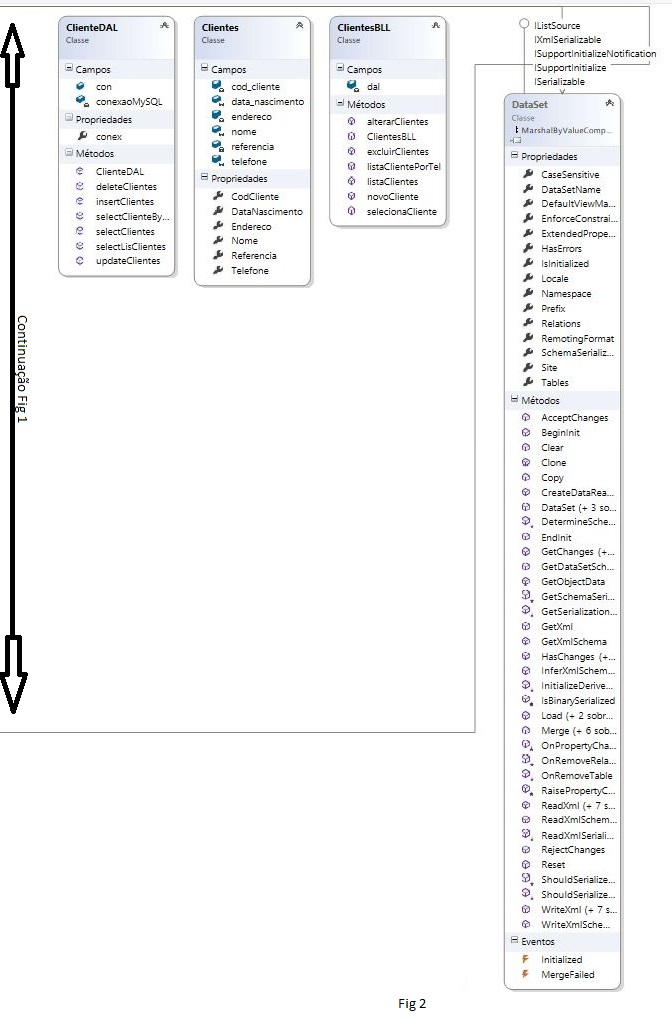 ClienteDAL
Classe
Campos
con
conexaoMySQL
Propriedades
conex
Métodos
ClienteDAL
deleteClientes
insertClientes
selectClienteBy...
selectClientes
selectLisClientes
updateClientes
Clientes
Classe
Campos
cod_cliente
data_nascimento
endereco
nome
referencia
telefone
Propriedades
CodCliente
DataNascimento
Endereco
Nome
Referencia
Telefone
ClientesBLL
Classe
Campos
dal
Métodos
alterarClientes
ClientesBLL
excluirClientes
listaClientePorTel
listaClientes
novoCliente
selecionaCliente
IListSource
IXmlSerializable
ISupportInitializeNotification
ISupportInitialize
ISerializable
DataSet
Classe
MarshalByValueComp...
Propriedades
CaseSensitive
DataSetName
DefaultViewMa...
EnforceConstrai...
ExtendedPrope...
HasErrors
IsInitialized
Locale
Namespace
Prefix
Relations
RemotingFormat
SchemaSerializ...
Site
Tables
Métodos
AcceptChanges
BeginInit
Clear
Clone
Copy
CreateDataRea...
DataSet (+ 3 so...
DetermineSche...
EndInit
GetChanges (+...
GetDataSetSch...
GetObjectData
GetSchemaSeri...
GetSerialization...
GetXml
GetXmlSchema
HasChanges (+...
InferXmlSchem...
InitializeDerive...
IsBinarySerialized
Load (+ 2 sobr...
Merge (+ 6 sob...
OnPropertyCha...
OnRemoveRela...
OnRemoveTable
RaisePropertyC...
ReadXml (+ 7 s...
ReadXmlSchem...
ReadXmlSeriali...
RejectChanges
Reset
ShouldSerialize...
ShouldSerialize...
WriteXml (+ 7 s...
WriteXmlSche...
Eventos
Initialized
MergeFailed
Continuação Fig 1
Fig 2